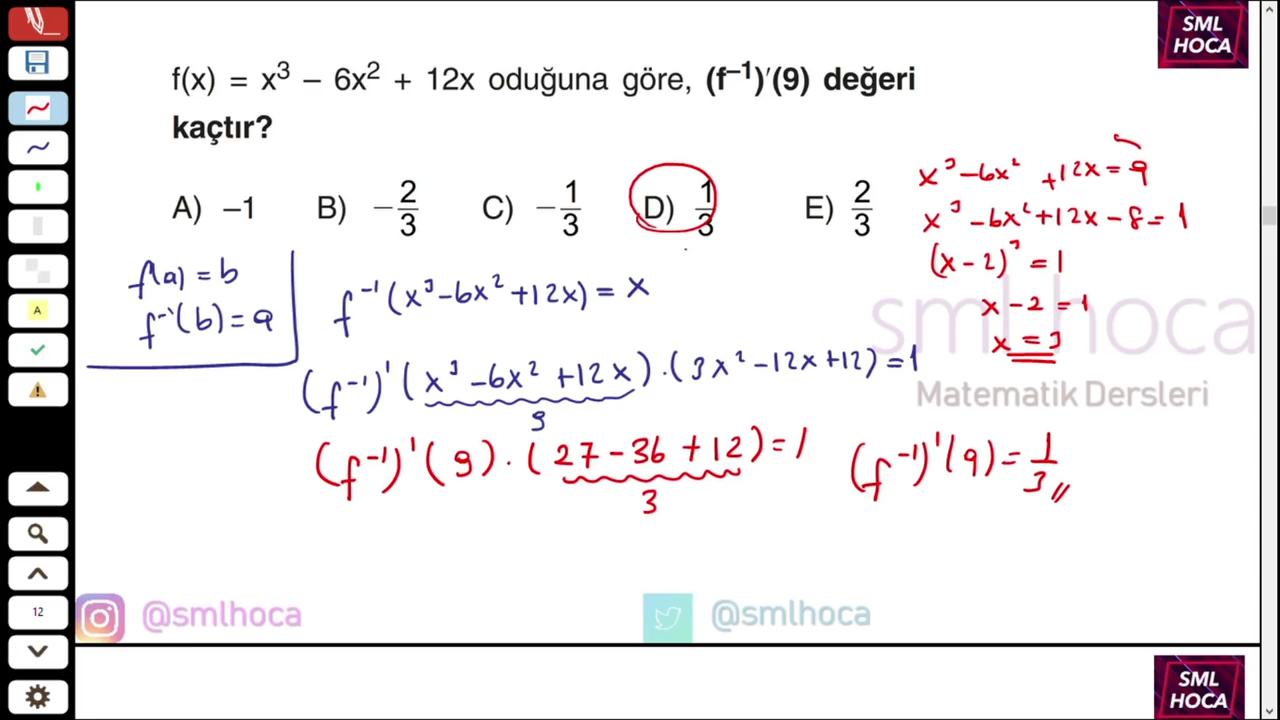 SML
HOCA
f(x) = x³ – 6x² + 12x oduğuna göre, (f⁻¹)′(9) değeri
kaçtır?
A) –1 B) –2/3 C) –1/3 D) 1/3 E) 2/3
x³ – 6x² + 12x = 9
x³ – 6x² + 12x – 8 = 1
(x – 2)³ = 1
x – 2 = 1
x = 3
f(a) = b
f⁻¹(b) = a
f⁻¹(x³ – 6x² + 12x) = x
(f⁻¹)'(x³ – 6x² + 12x) . (3x² – 12x + 12) = 1
9
(f⁻¹)'(9) . (27 – 36 + 12) = 1
3
(f⁻¹)'(9) = 1/3
sml hoca
Matematik Dersleri
@smlhoca
@smlhoca
A
12
SML
HOCA